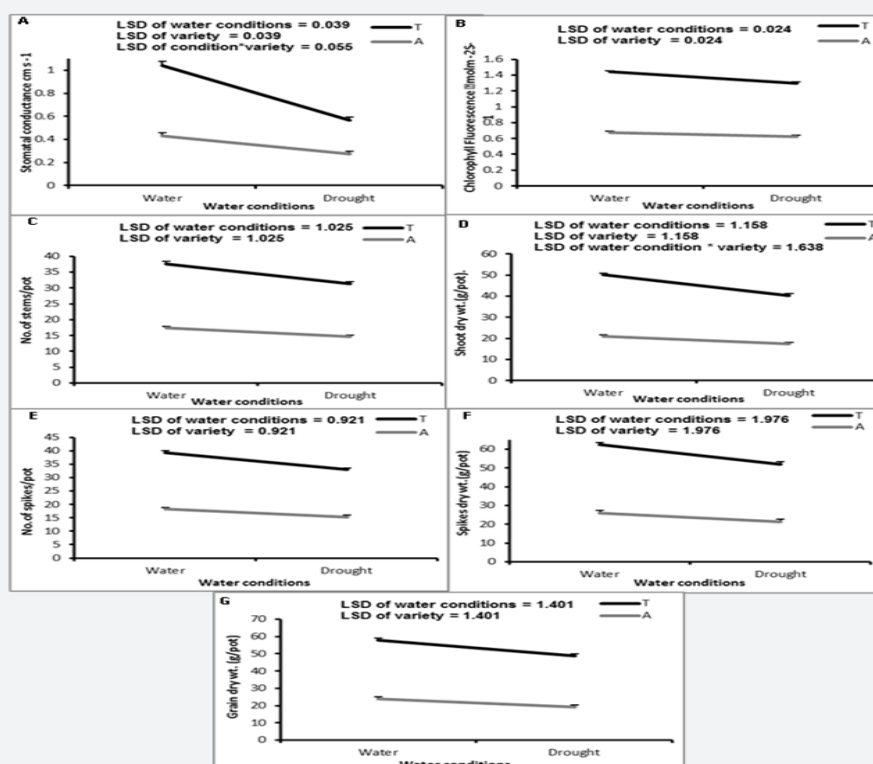 A
LSD of water conditions = 0.039
LSD of variety = 0.039
LSD of condition*variety = 0.055
T
A
Stomatal conductance cm s-1
1
0.8
0.6
0.4
0.2
0
Water
Drought
Water conditions
B
LSD of water conditions = 0.024
LSD of variety = 0.024
T
A
Chlorophyll Fluorescence molm-2S-
01
1.6
1.4
1.2
1
0.8
0.6
0.4
0.2
0
Water
Drought
Water conditions
C
LSD of water conditions = 1.025
LSD of variety = 1.025
T
A
No.of stems/pot
40
35
30
25
20
15
10
5
0
Water
Drought
Water conditions
D
LSD of water conditions = 1.158
LSD of variety = 1.158
LSD of water condition * variety = 1.638
T
A
Shoot dry wt.(g/pot).
60
50
40
30
20
10
0
Water
Drought
Water conditions
E
LSD of water conditions = 0.921
LSD of variety = 0.921
T
A
No.of spikes/pot
45
40
35
30
25
20
15
10
5
0
Water
Drought
Water conditions
F
LSD of water conditions = 1.976
LSD of variety = 1.976
T
A
Spikes dry wt.(g/pot)
60
50
40
30
20
10
0
Water
Drought
Water conditions
G
LSD of water conditions = 1.401
LSD of variety = 1.401
T
A
Grain dry wt. (g/pot)
70
60
50
40
30
20
10
0
Water
Drought
Water conditions